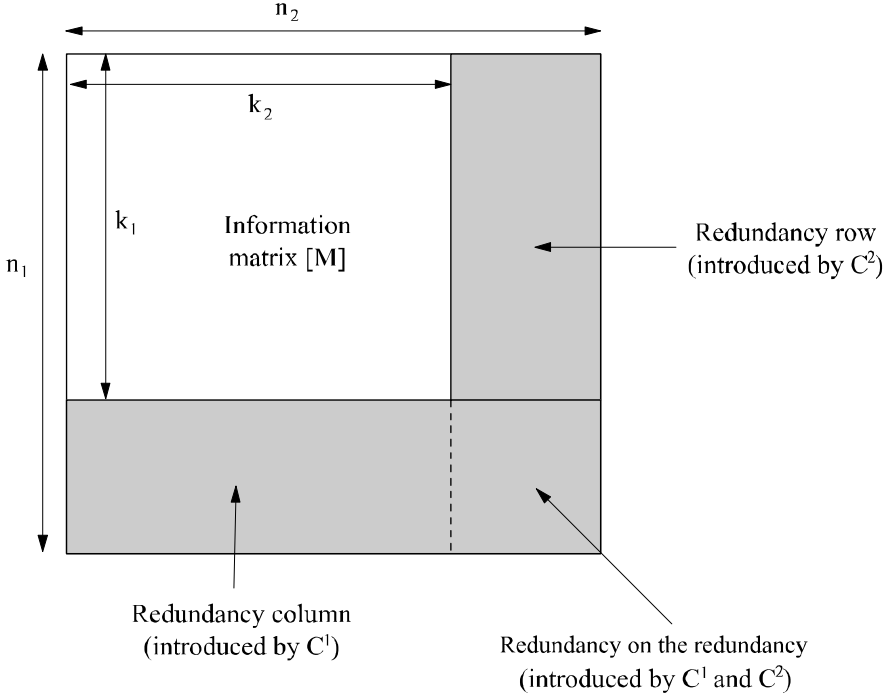 n₂
k₂
k₁
Information
matrix [M]
n₁
Redundancy row
(introduced by C²)
Redundancy column
(introduced by C¹)
Redundancy on the redundancy
(introduced by C¹ and C²)